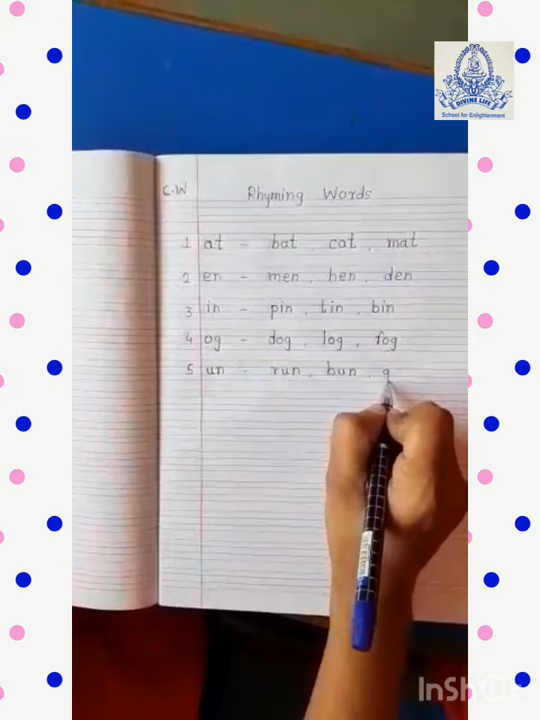 DIVINE LIFE
School for Enlightenment
C.W Rhyming Words
1 at - bat, cat, mat
2 en - men, hen, den
3 in - pin, tin, bin
4 og - dog, log, fog
5 un - run, bun, g
InShot